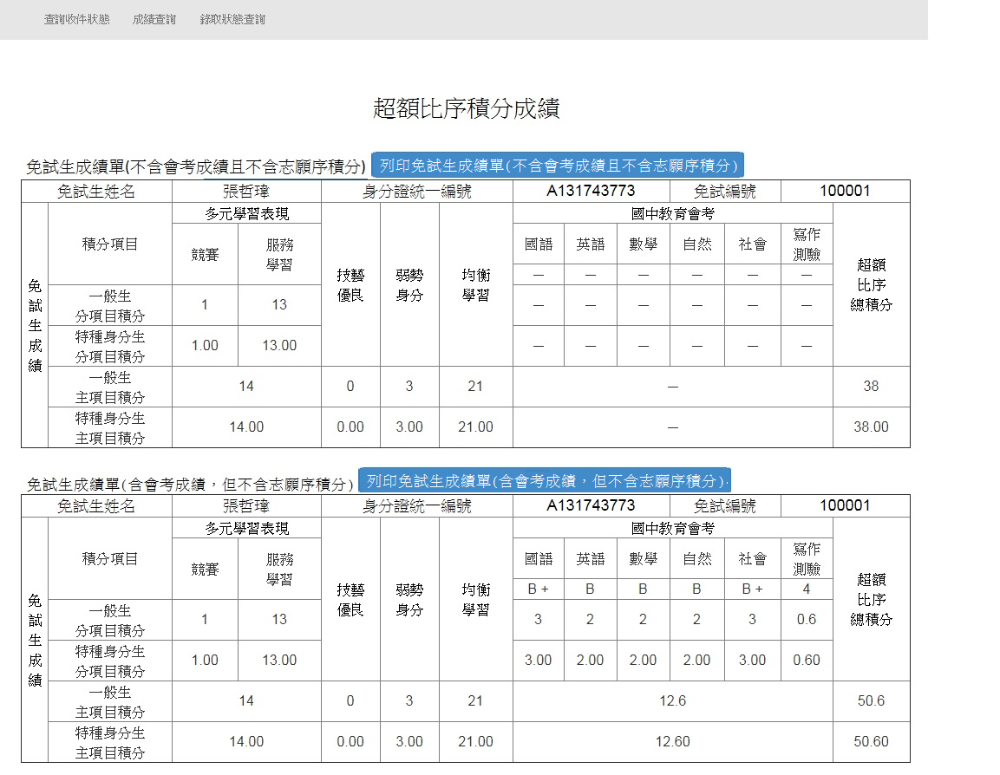 查詢收件狀態 成績查詢 錄取狀態查詢
超額比序積分成績
免試生成績單(不含會考成績且不含志願序積分) 列印免試生成績單(不含會考成績且不含志願序積分)
免試生姓名 張哲瑋 身分證統一編號 A131743773 免試編號 100001
免試生成績
積分項目
多元學習表現
競賽
服務
學習
技藝
優良
弱勢
身分
均衡
學習
國中教育會考
國語 英語 數學 自然 社會 寫作
測驗
超額
比序
總積分
— — — — — —
一般生
分項目積分
1 13 — — — — — —
特種身分生
分項目積分
1.00 13.00 — — — — — —
一般生
主項目積分
14 0 3 21 — 38
特種身分生
主項目積分
14.00 0.00 3.00 21.00 — 38.00
免試生成績單(含會考成績，但不含志願序積分) 列印免試生成績單(含會考成績，但不含志願序積分).
免試生姓名 張哲瑋 身分證統一編號 A131743773 免試編號 100001
免試生成績
積分項目
多元學習表現
競賽
服務
學習
技藝
優良
弱勢
身分
均衡
學習
國中教育會考
國語 英語 數學 自然 社會 寫作
測驗
超額
比序
總積分
B + B B B B + 4
一般生
分項目積分
1 13 3 2 2 2 3 0.6
特種身分生
分項目積分
1.00 13.00 3.00 2.00 2.00 2.00 3.00 0.60
一般生
主項目積分
14 0 3 21 12.6 50.6
特種身分生
主項目積分
14.00 0.00 3.00 21.00 12.60 50.60